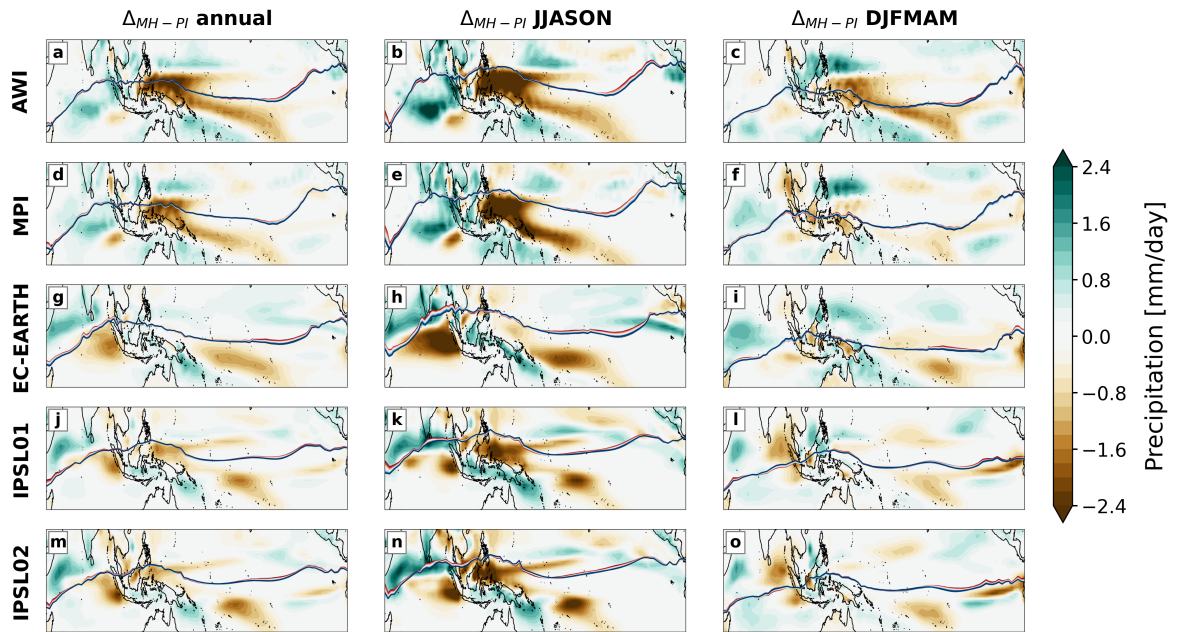 Δ_{MH−PI} annual
Δ_{MH−PI} JJASON
Δ_{MH−PI} DJFMAM
AWI
a
b
c
MPI
d
e
f
EC-EARTH
g
h
i
IPSL01
j
k
l
IPSL02
m
n
o
2.4
1.6
0.8
0.0
−0.8
−1.6
−2.4
Precipitation [mm/day]